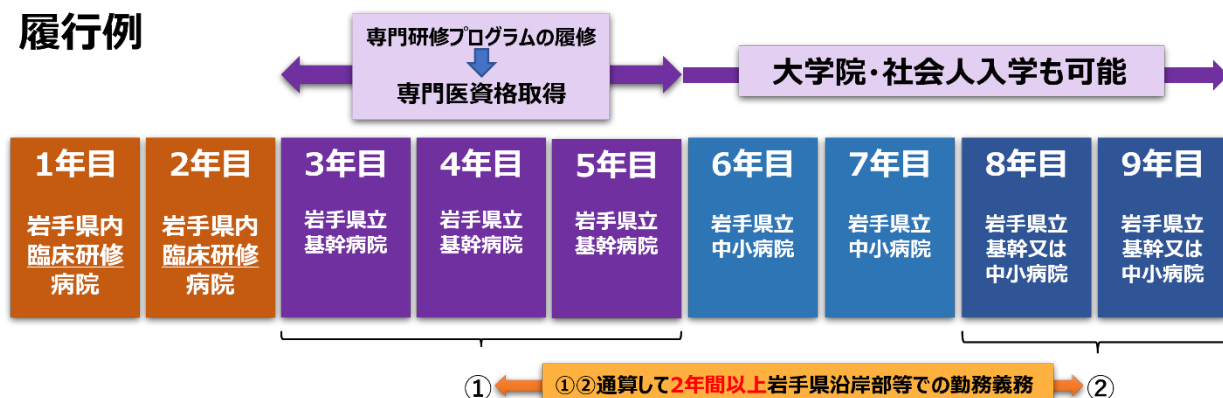 履行例
専門研修プログラムの履修
専門医資格取得
大学院・社会人入学も可能
1年目
岩手県内
臨床研修
病院
2年目
岩手県内
臨床研修
病院
3年目
岩手県立
基幹病院
4年目
岩手県立
基幹病院
5年目
岩手県立
基幹病院
6年目
岩手県立
中小病院
7年目
岩手県立
中小病院
8年目
岩手県立
基幹又は
中小病院
9年目
岩手県立
基幹又は
中小病院
①
①②通算して2年間以上岩手県沿岸部等での勤務義務
②